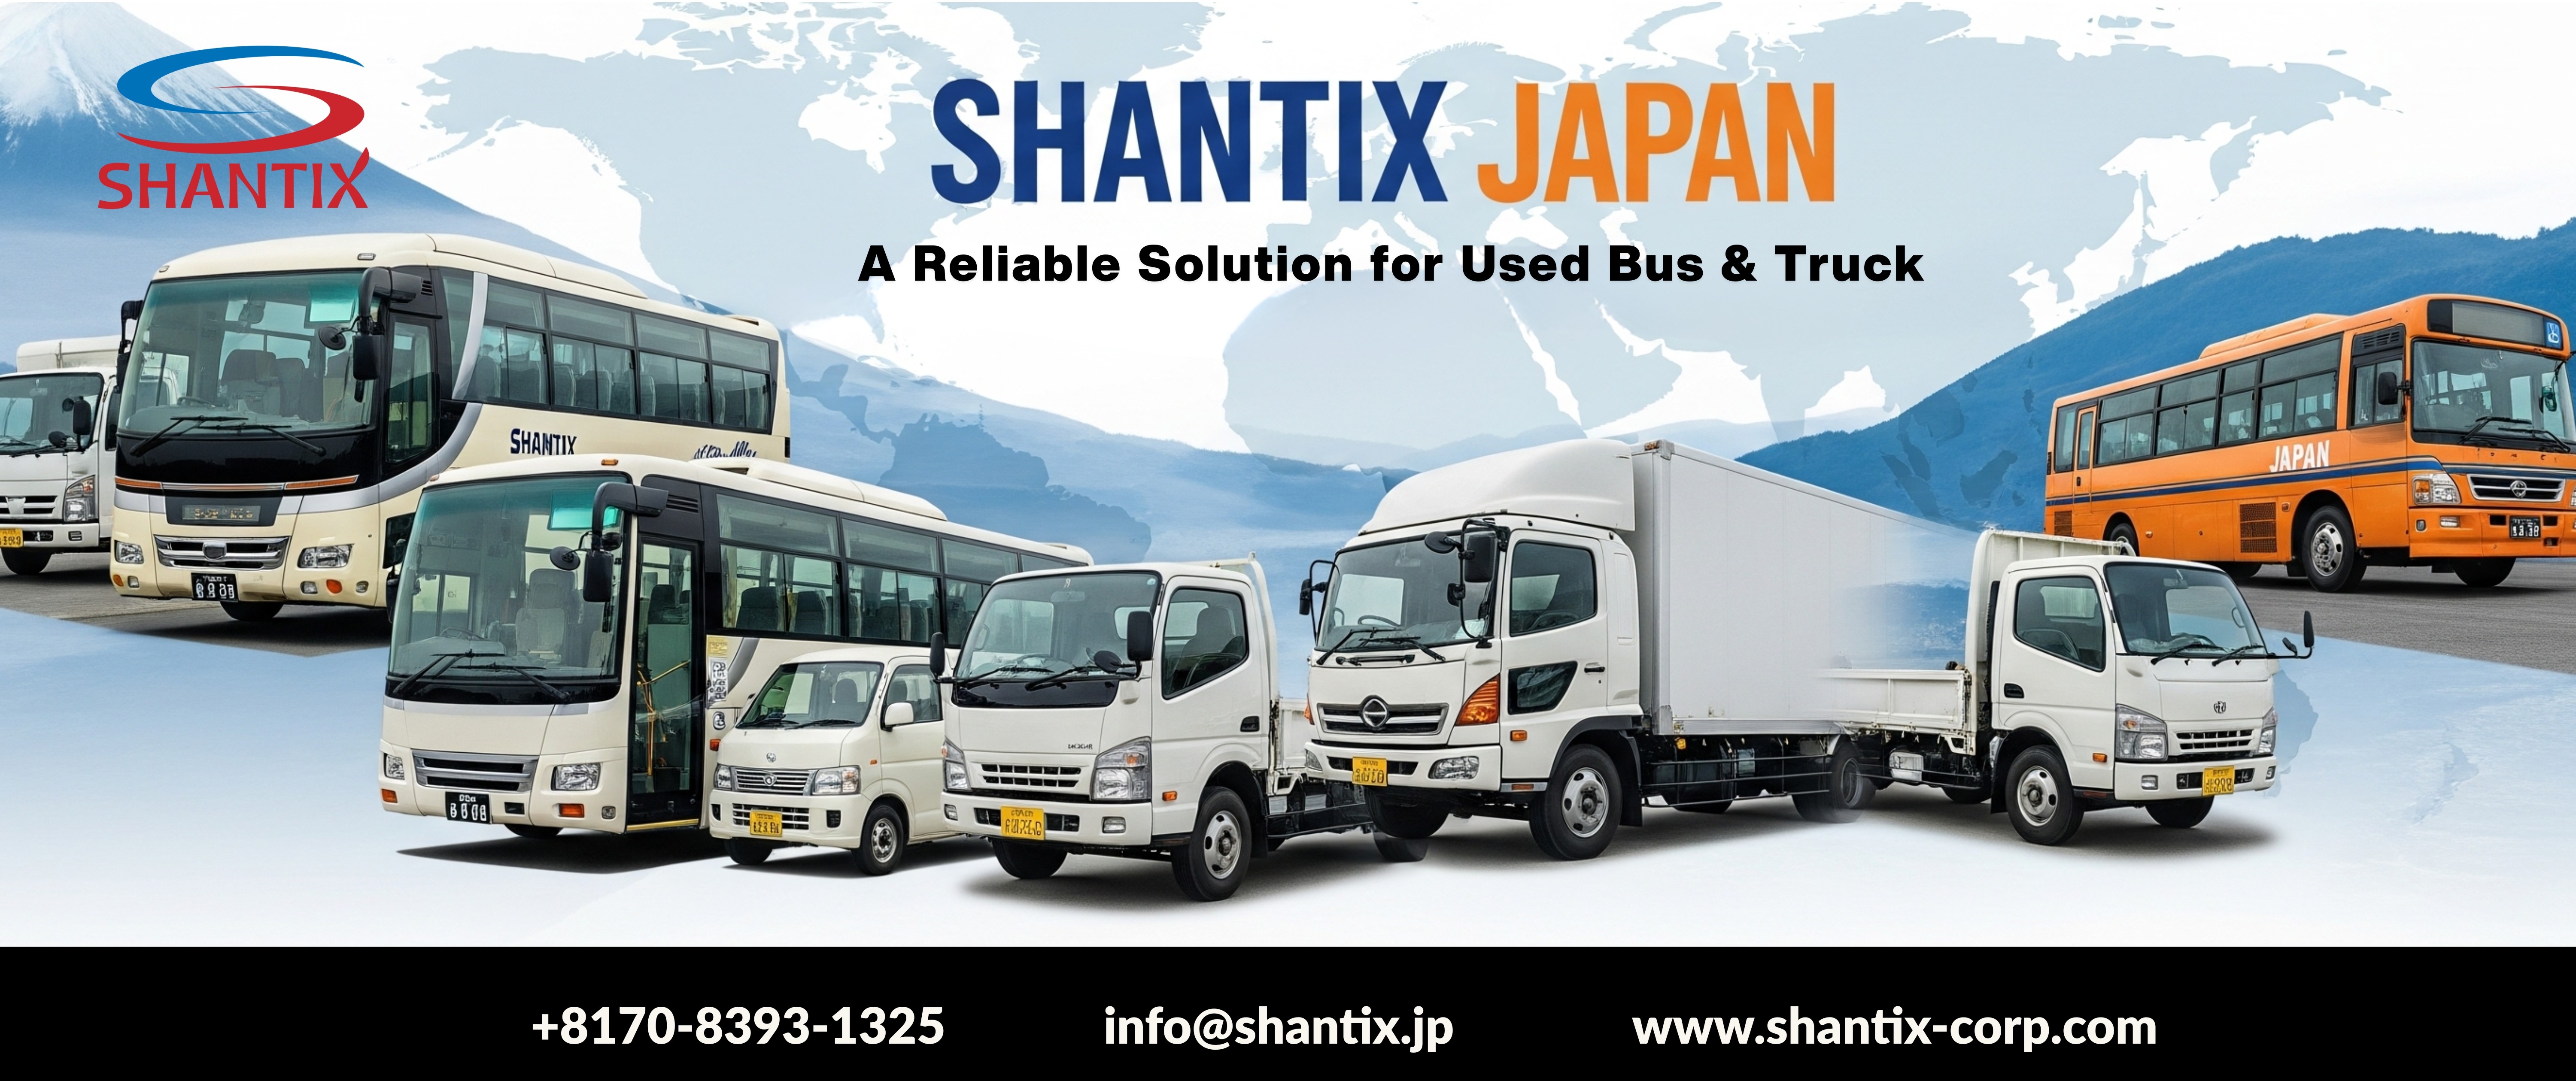 SHANTIX
SHANTIX JAPAN
A Reliable Solution for Used Bus & Truck
SHANTIX
JAPAN
+8170-8393-1325
info@shantix.jp
www.shantix-corp.com